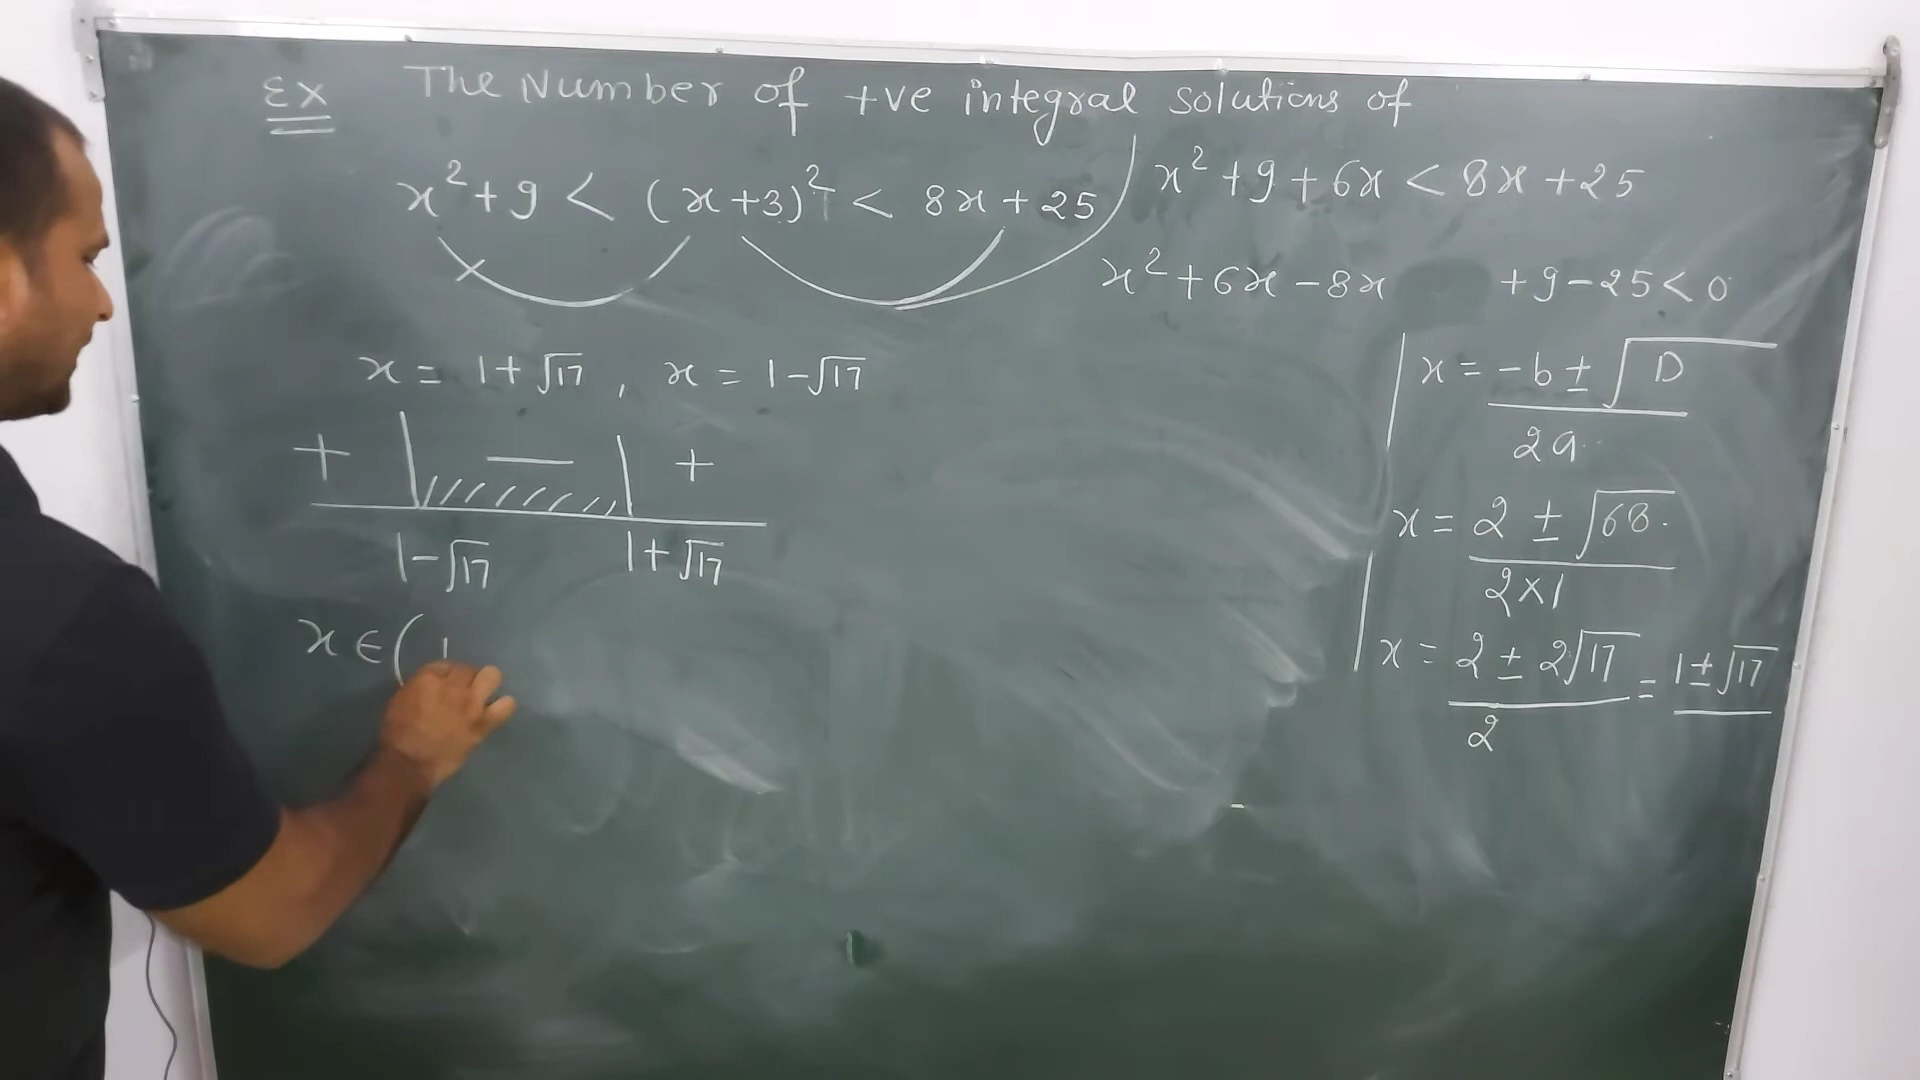 Ex The Number of +ve integral solutions of
x²+9 < (x+3)² < 8x+25
x²+9+6x < 8x+25
x²+6x-8x +9-25<0
x = 1+√17 , x = 1-√17
+ — +
1-√17 1+√17
x ∈ ( 1
x = -b ± √D
2a
x = 2 ± √68
2×1
x = 2 ± 2√17 = 1±√17
2